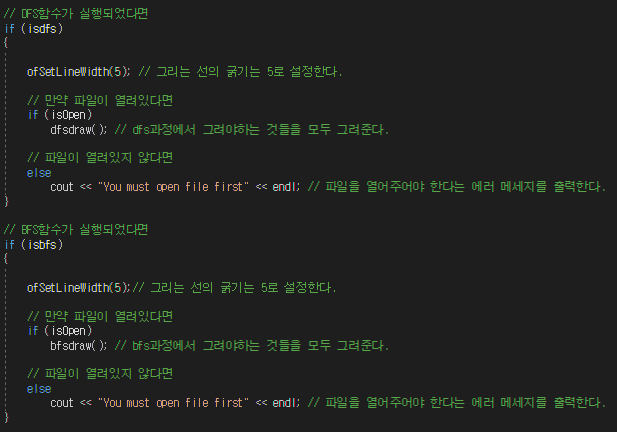 // DFS함수가 실행되었다면
if (isdfs)
{
ofSetLineWidth(5); // 그리는 선의 굵기는 5로 설정한다.
// 만약 파일이 열려있다면
if (isOpen)
dfsdraw(); // dfs과정에서 그려야하는 것들을 모두 그려준다.
// 파일이 열려있지 않다면
else
cout << "You must open file first" << endl; // 파일을 열어주어야 한다는 에러 메세지를 출력한다.
}
// BFS함수가 실행되었다면
if (isbfs)
{
ofSetLineWidth(5);// 그리는 선의 굵기는 5로 설정한다.
// 만약 파일이 열려있다면
if (isOpen)
bfsdraw(); // bfs과정에서 그려야하는 것들을 모두 그려준다.
// 파일이 열려있지 않다면
else
cout << "You must open file first" << endl; // 파일을 열어주어야 한다는 에러 메세지를 출력한다.
}